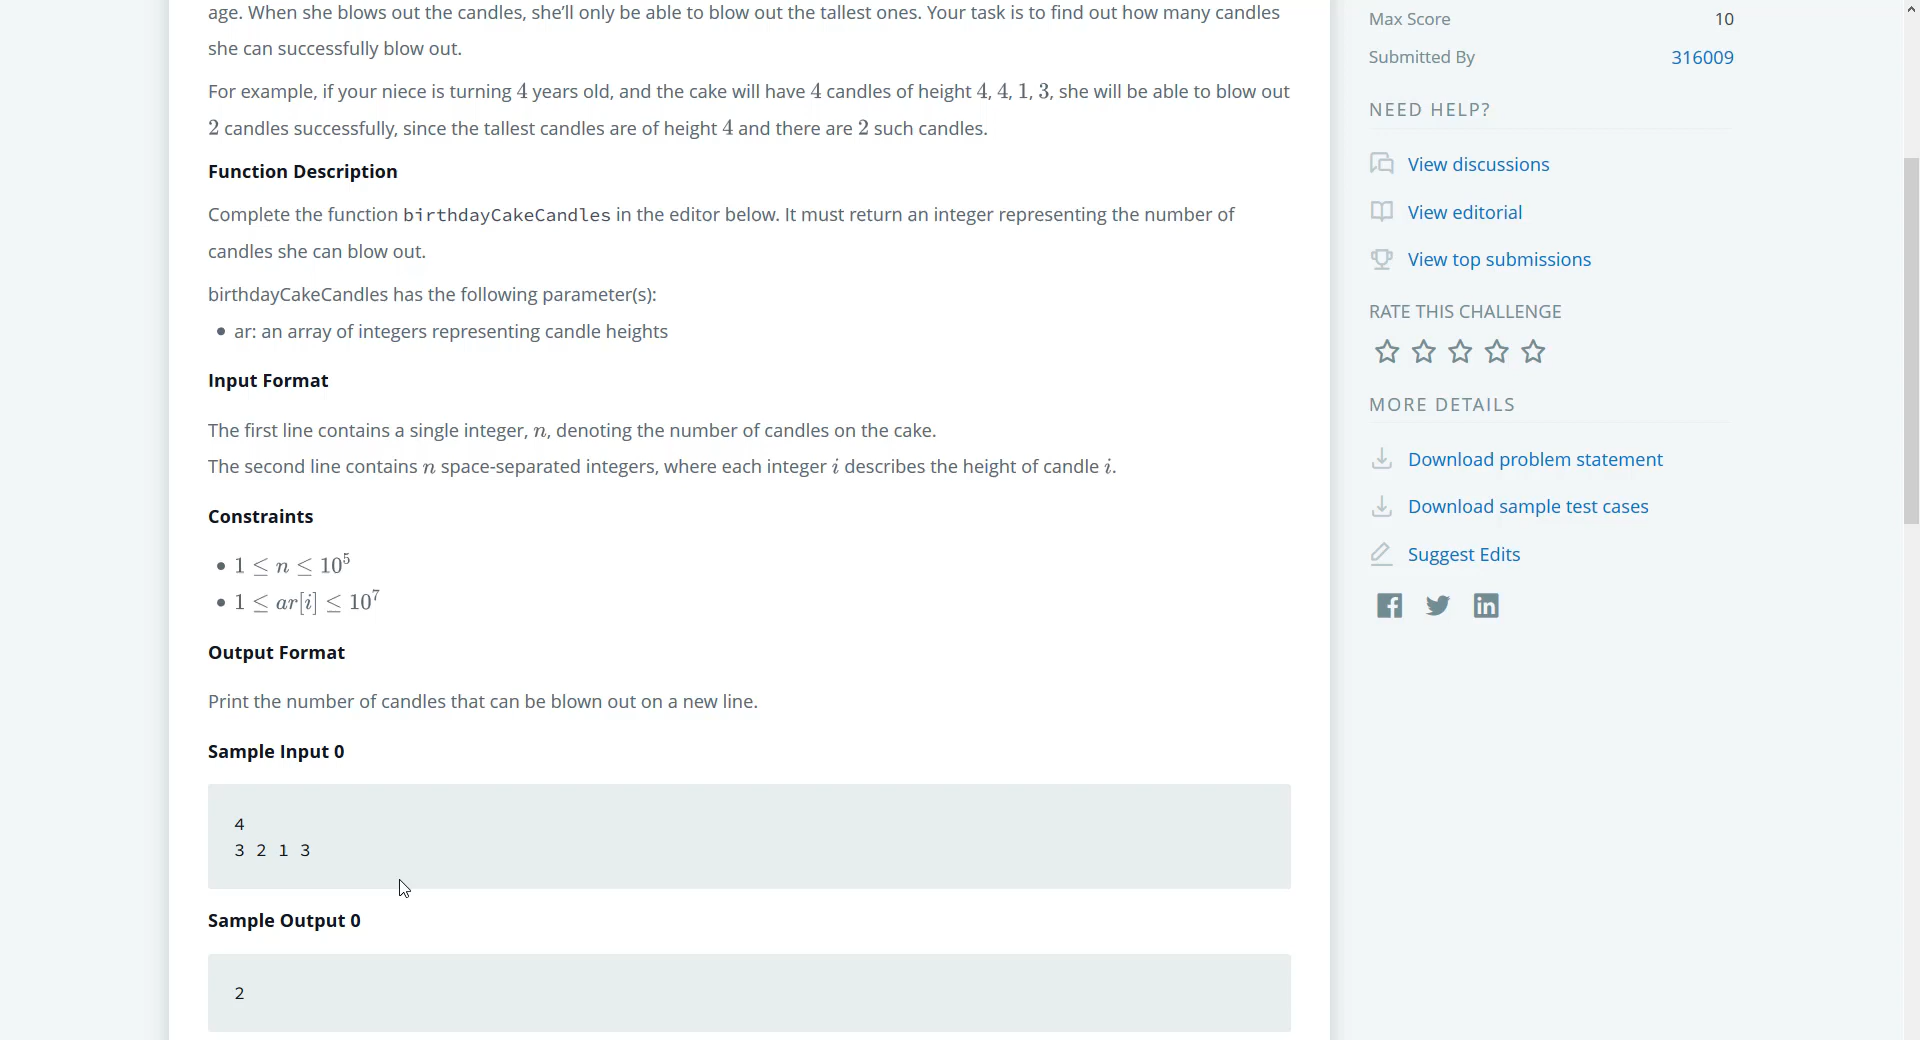 age. When she blows out the candles, she’ll only be able to blow out the tallest ones. Your task is to find out how many candles
she can successfully blow out.
For example, if your niece is turning 4 years old, and the cake will have 4 candles of height 4, 4, 1, 3, she will be able to blow out
2 candles successfully, since the tallest candles are of height 4 and there are 2 such candles.
Function Description
Complete the function birthdayCakeCandles in the editor below. It must return an integer representing the number of
candles she can blow out.
birthdayCakeCandles has the following parameter(s):
• ar: an array of integers representing candle heights
Input Format
The first line contains a single integer, n, denoting the number of candles on the cake.
The second line contains n space-separated integers, where each integer i describes the height of candle i.
Constraints
• 1 ≤ n ≤ 10^5
• 1 ≤ ar[i] ≤ 10^7
Output Format
Print the number of candles that can be blown out on a new line.
Sample Input 0
4
3 2 1 3
Sample Output 0
2
Max Score 10
Submitted By 316009
NEED HELP?
View discussions
View editorial
View top submissions
RATE THIS CHALLENGE
MORE DETAILS
Download problem statement
Download sample test cases
Suggest Edits